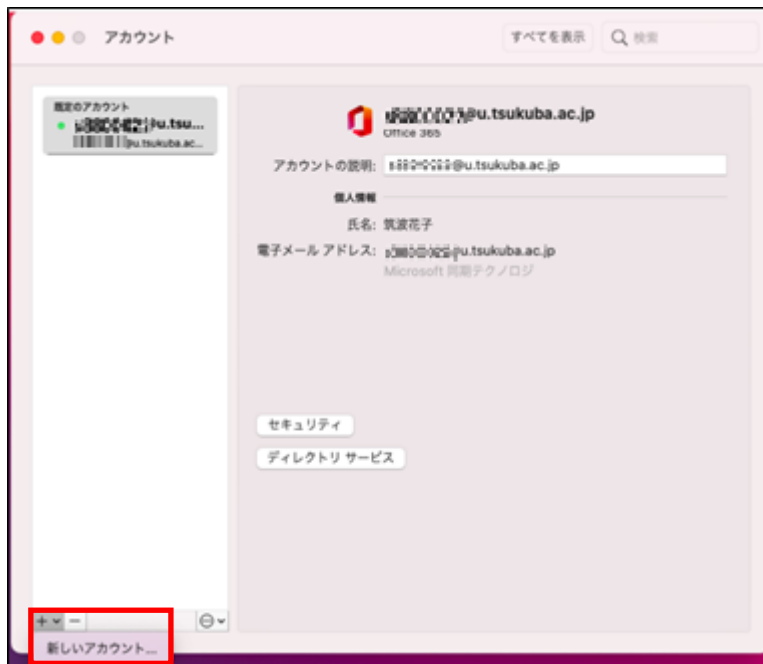 アカウント
すべてを表示
検索
既定のアカウント
@u.tsu...
@u.tsukuba.ac...
@u.tsukuba.ac.jp
Office 365
アカウントの説明: @u.tsukuba.ac.jp
個人情報
氏名: 筑波花子
電子メール アドレス: @u.tsukuba.ac.jp
Microsoft 同期テクノロジ
セキュリティ
ディレクトリ サービス
新しいアカウント...